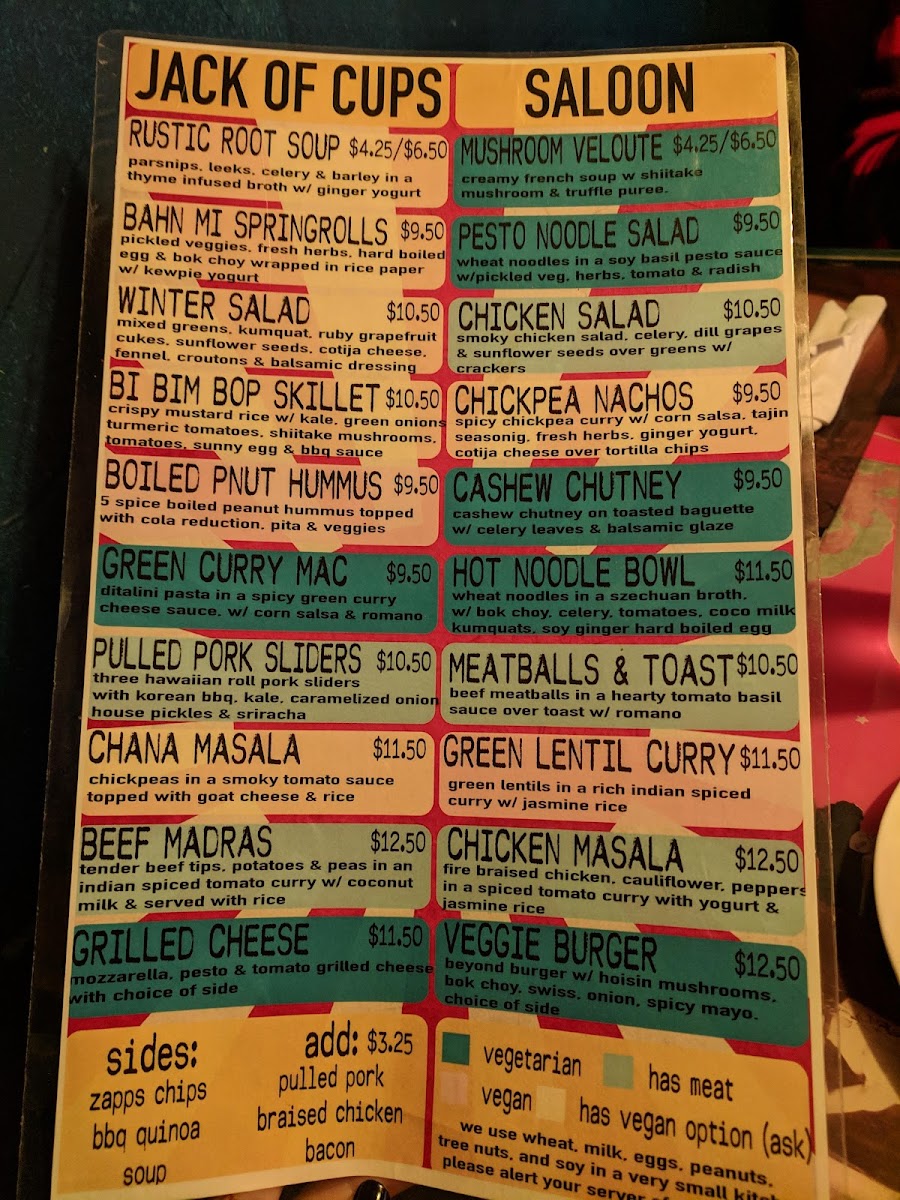 JACK OF CUPS SALOON
RUSTIC ROOT SOUP $4.25/$6.50
parsnips, leeks, celery & barley in a
thyme infused broth w/ ginger yogurt
BAHN MI SPRINGROLLS $9.50
pickled veggies, fresh herbs, hard boiled
egg & bok choy wrapped in rice paper
w/ kewpie yogurt
WINTER SALAD $10.50
mixed greens, kumquat, ruby grapefruit
cukes, sunflower seeds, cotija cheese,
fennel, croutons & balsamic dressing
BI BIM BOP SKILLET $10.50
crispy mustard rice w/ kale, green onions
turmeric tomatoes, shiitake mushrooms,
tomatoes, sunny egg & bbq sauce
BOILED PNUT HUMMUS $9.50
5 spice boiled peanut hummus topped
with cola reduction, pita & veggies
GREEN CURRY MAC $9.50
ditalini pasta in a spicy green curry
cheese sauce, w/ corn salsa & romano
PULLED PORK SLIDERS $10.50
three hawaiian roll pork sliders
with korean bbq, kale, caramelized onion
house pickles & sriracha
CHANA MASALA $11.50
chickpeas in a smoky tomato sauce
topped with goat cheese & rice
BEEF MADRAS $12.50
tender beef tips, potatoes & peas in an
indian spiced tomato curry w/ coconut
milk & served with rice
GRILLED CHEESE $11.50
mozzarella, pesto & tomato grilled cheese
with choice of side
MUSHROOM VELOUTE $4.25/$6.50
creamy french soup w shiitake
mushroom & truffle puree.
PESTO NOODLE SALAD $9.50
wheat noodles in a soy basil pesto sauce
w/pickled veg, herbs, tomato & radish
CHICKEN SALAD $10.50
smoky chicken salad, celery, dill grapes
& sunflower seeds over greens w/
crackers
CHICKPEA NACHOS $9.50
spicy chickpea curry w/ corn salsa, tajin
seasonig, fresh herbs, ginger yogurt,
cotija cheese over tortilla chips
CASHEW CHUTNEY $9.50
cashew chutney on toasted baguette
w/ celery leaves & balsamic glaze
HOT NOODLE BOWL $11.50
wheat noodles in a szechuan broth,
w/ bok choy, celery, tomatoes, coco milk
kumquats, soy ginger hard boiled egg
MEATBALLS & TOAST $10.50
beef meatballs in a hearty tomato basil
sauce over toast w/ romano
GREEN LENTIL CURRY $11.50
green lentils in a rich indian spiced
curry w/ jasmine rice
CHICKEN MASALA $12.50
fire braised chicken, cauliflower, peppers
in a spiced tomato curry with yogurt &
jasmine rice
VEGGIE BURGER $12.50
beyond burger w/ hoisin mushrooms,
bok choy, swiss, onion, spicy mayo,
choice of side
sides:
zapps chips
bbq quinoa
soup
add: $3.25
pulled pork
braised chicken
bacon
vegetarian has meat
vegan has vegan option (ask)
we use wheat, milk, eggs, peanuts,
tree nuts, and soy in a very small
please alert your server